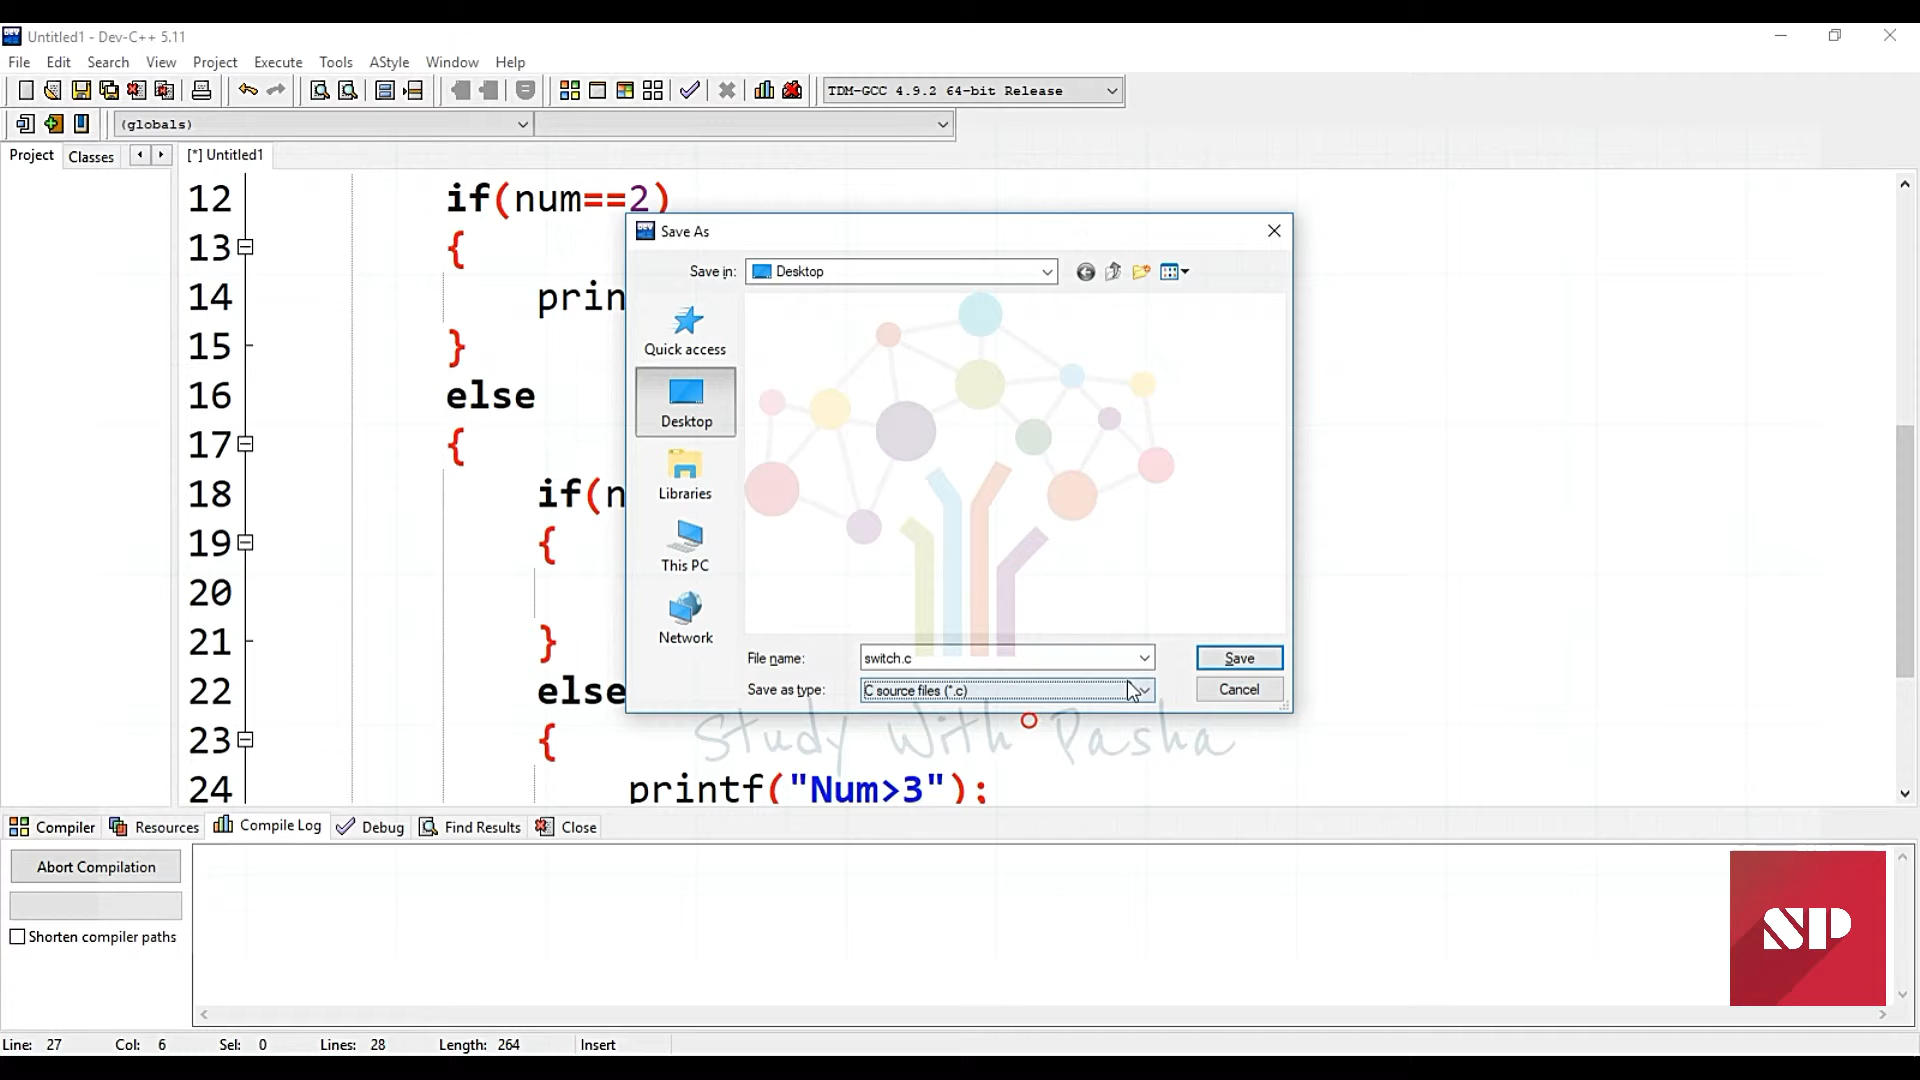 Untitled1 - Dev-C++ 5.11
File Edit Search View Project Execute Tools AStyle Window Help
TDM-GCC 4.9.2 64-bit Release
(globals)
Project Classes [*] Untitled1
12 if(num==2)
13 {
14 prin
15 }
16 else
17 {
18 if(n
19 {
20
21 }
22 else
23 {
24 printf("Num>3");
Save As
Save in: Desktop
Quick access
Desktop
Libraries
This PC
Network
File name: switch.c Save
Save as type: C source files (*.c) Cancel
Study With Pasha
Compiler Resources Compile Log Debug Find Results Close
Abort Compilation
Shorten compiler paths
SP
Line: 27 Col: 6 Sel: 0 Lines: 28 Length: 264 Insert